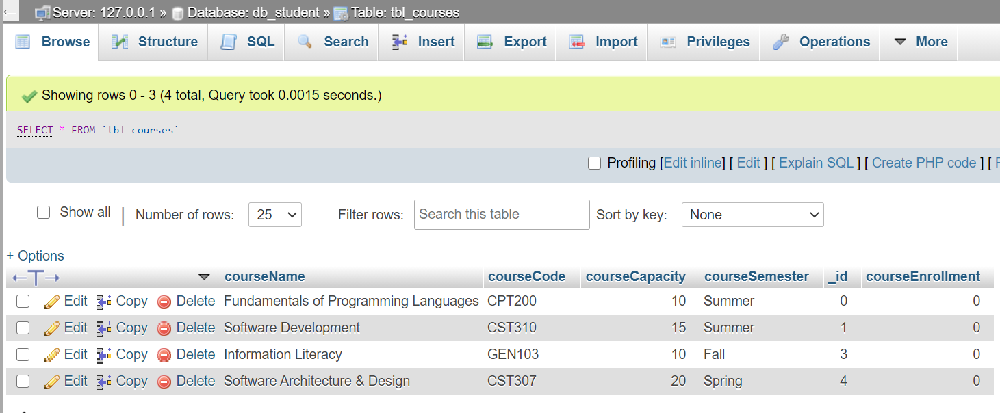 Server: 127.0.0.1 » Database: db_student » Table: tbl_courses
Browse Structure SQL Search Insert Export Import Privileges Operations More
Showing rows 0 - 3 (4 total, Query took 0.0015 seconds.)
SELECT * FROM `tbl_courses`
Profiling [Edit inline] [ Edit ] [ Explain SQL ] [ Create PHP code ] [
Show all | Number of rows: 25 Filter rows: Search this table Sort by key: None
+ Options
←T→ courseName courseCode courseCapacity courseSemester _id courseEnrollment
Edit Copy Delete Fundamentals of Programming Languages CPT200 10 Summer 0 0
Edit Copy Delete Software Development CST310 15 Summer 1 0
Edit Copy Delete Information Literacy GEN103 10 Fall 3 0
Edit Copy Delete Software Architecture & Design CST307 20 Spring 4 0